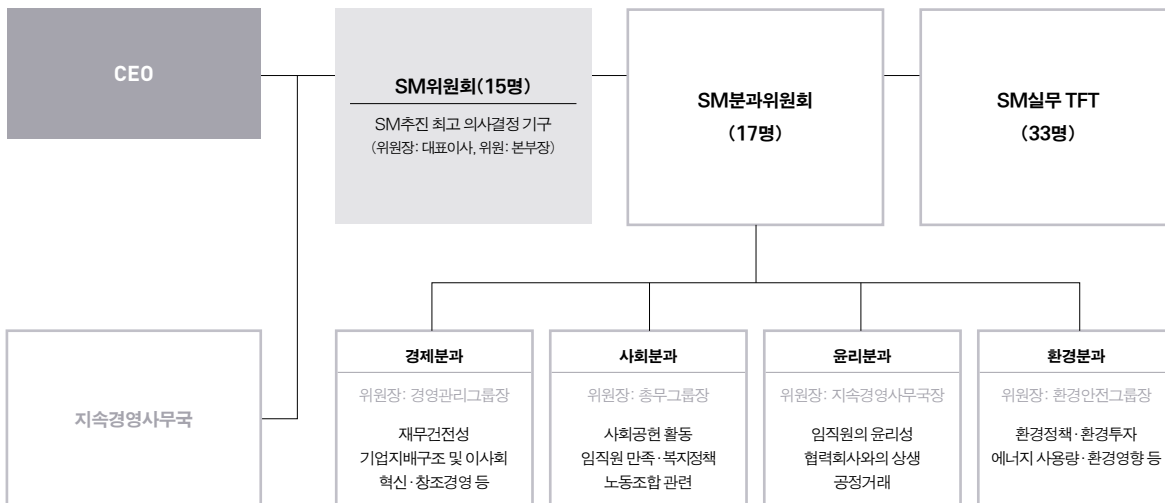 CEO
SM위원회(15명)
SM추진 최고 의사결정 기구
(위원장: 대표이사, 위원: 본부장)
SM분과위원회
(17명)
SM실무 TFT
(33명)
지속경영사무국
경제분과
위원장: 경영관리그룹장
재무건전성
기업지배구조 및 이사회
혁신·창조경영 등
사회분과
위원장: 총무그룹장
사회공헌 활동
임직원 만족·복지정책
노동조합 관련
윤리분과
위원장: 지속경영사무국장
임직원의 윤리성
협력회사와의 상생
공정거래
환경분과
위원장: 환경안전그룹장
환경정책·환경투자
에너지 사용량·환경영향 등